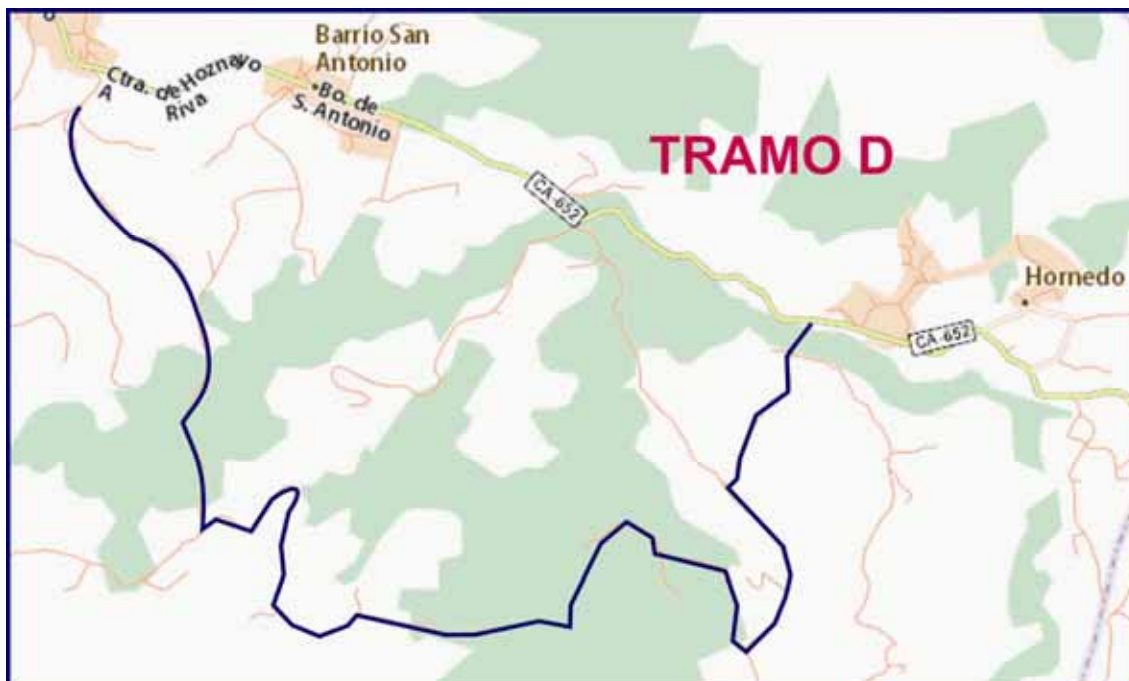 Barrio San
Antonio
Ctra. de Hoznayo
A
Riva
Bo. de
S. Antonio
TRAMO D
CA-652
Hornedo
CA-652